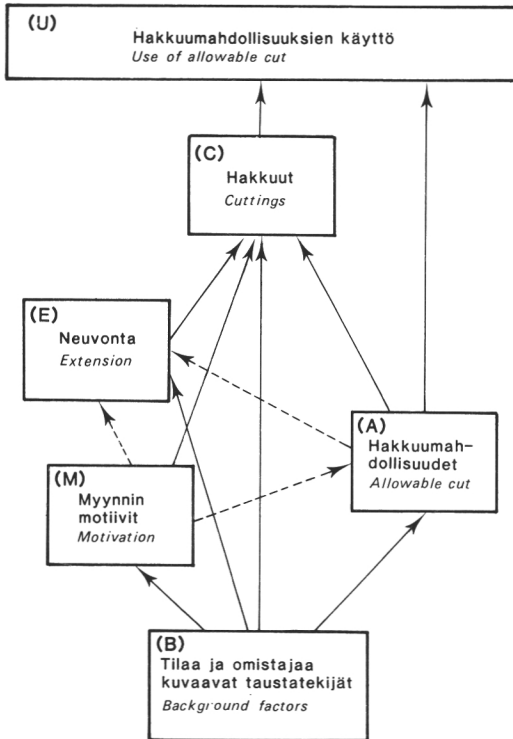 (U)
Hakkuumahdollisuuksien käyttö
Use of allowable cut
(C)
Hakkuut
Cuttings
(E)
Neuvonta
Extension
(A)
Hakkuumah-
dollisuudet
Allowable cut
(M)
Myynnin
motiivit
Motivation
(B)
Tilaa ja omistajaa
kuvaavat taustatekijät
Background factors